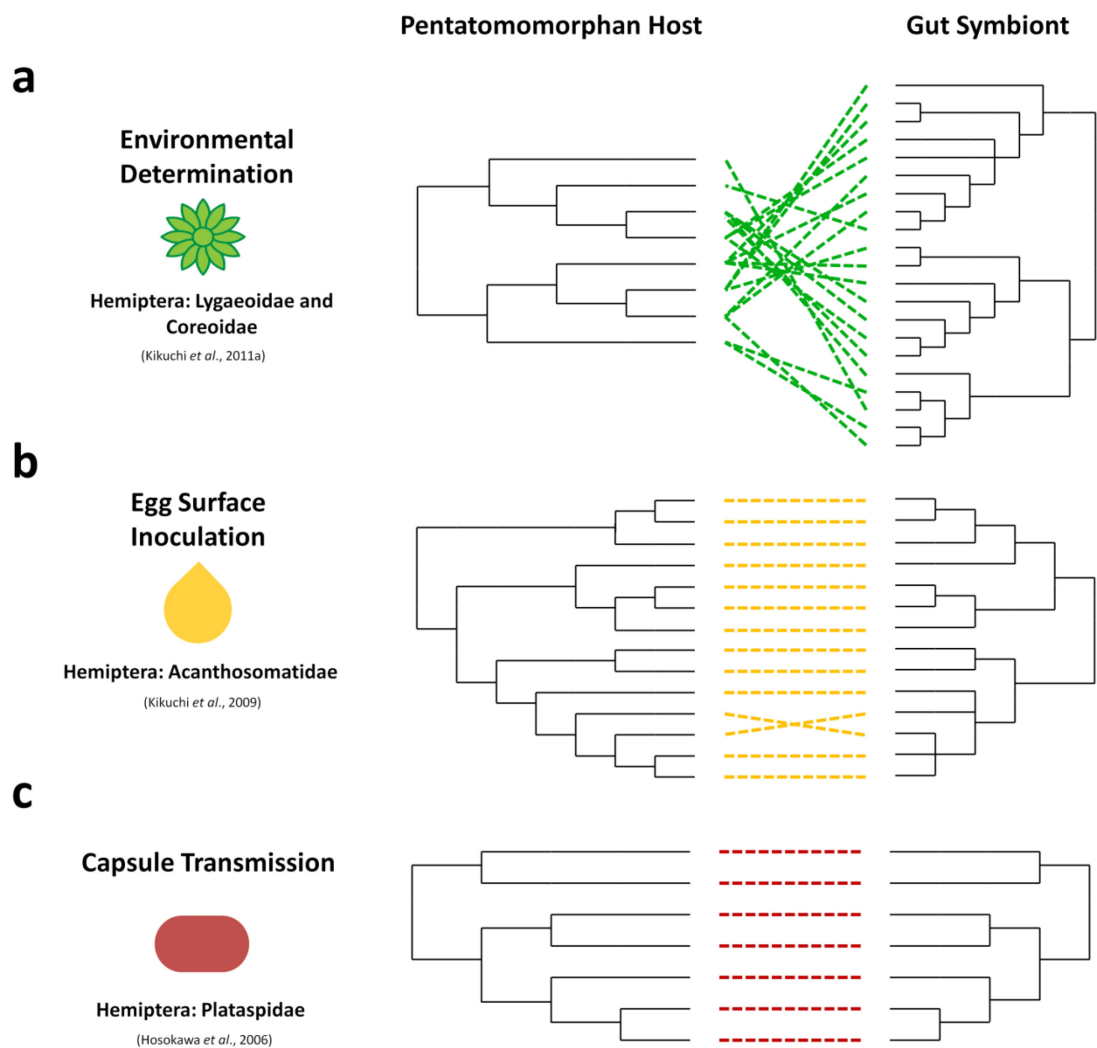 Pentatomomorphan Host
Gut Symbiont
a
Environmental
Determination
Hemiptera: Lygaeoidae and
Coreoidae
(Kikuchi et al., 2011a)
b
Egg Surface
Inoculation
Hemiptera: Acanthosomatidae
(Kikuchi et al., 2009)
c
Capsule Transmission
Hemiptera: Plataspidae
(Hosokawa et al., 2006)